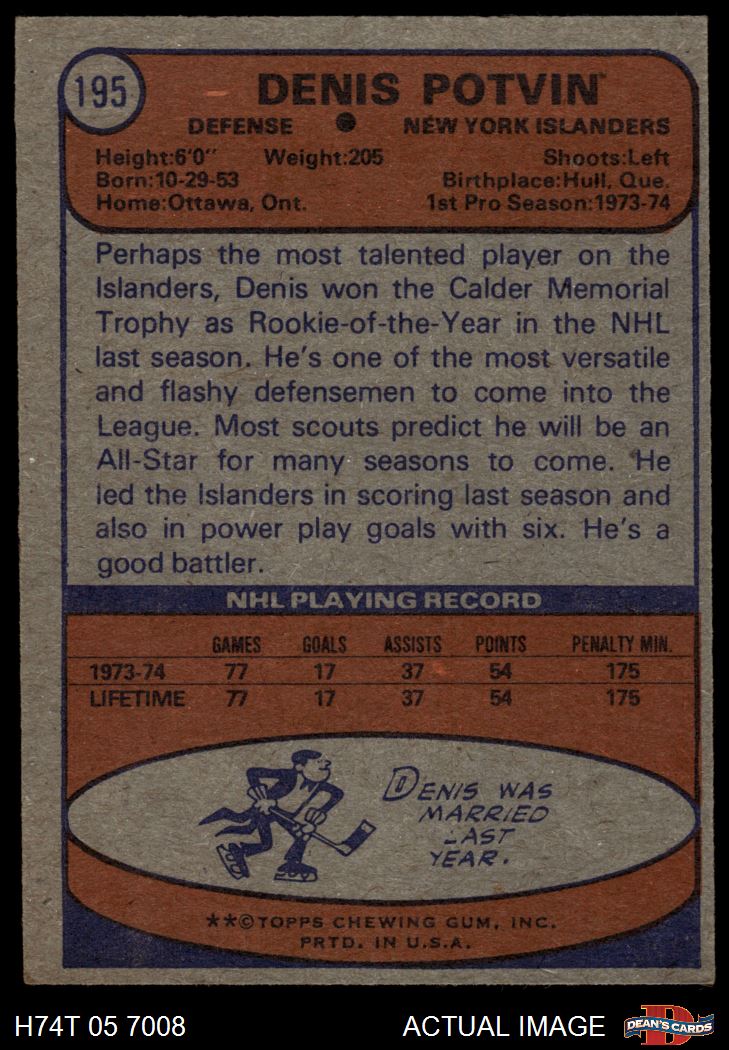 195
DENIS POTVIN
DEFENSE ● NEW YORK ISLANDERS
Height:6'0" Weight:205 Shoots:Left
Born:10-29-53 Birthplace:Hull, Que.
Home:Ottawa, Ont. 1st Pro Season:1973-74
Perhaps the most talented player on the
Islanders, Denis won the Calder Memorial
Trophy as Rookie-of-the-Year in the NHL
last season. He's one of the most versatile
and flashy defensemen to come into the
League. Most scouts predict he will be an
All-Star for many seasons to come. He
led the Islanders in scoring last season and
also in power play goals with six. He's a
good battler.
NHL PLAYING RECORD
GAMES GOALS ASSISTS POINTS PENALTY MIN.
1973-74 77 17 37 54 175
LIFETIME 77 17 37 54 175
DENIS WAS
MARRIED
LAST
YEAR.
**©TOPPS CHEWING GUM, INC.
PRTD. IN U.S.A.
H74T 05 7008 ACTUAL IMAGE
D
DEAN'S CARDS